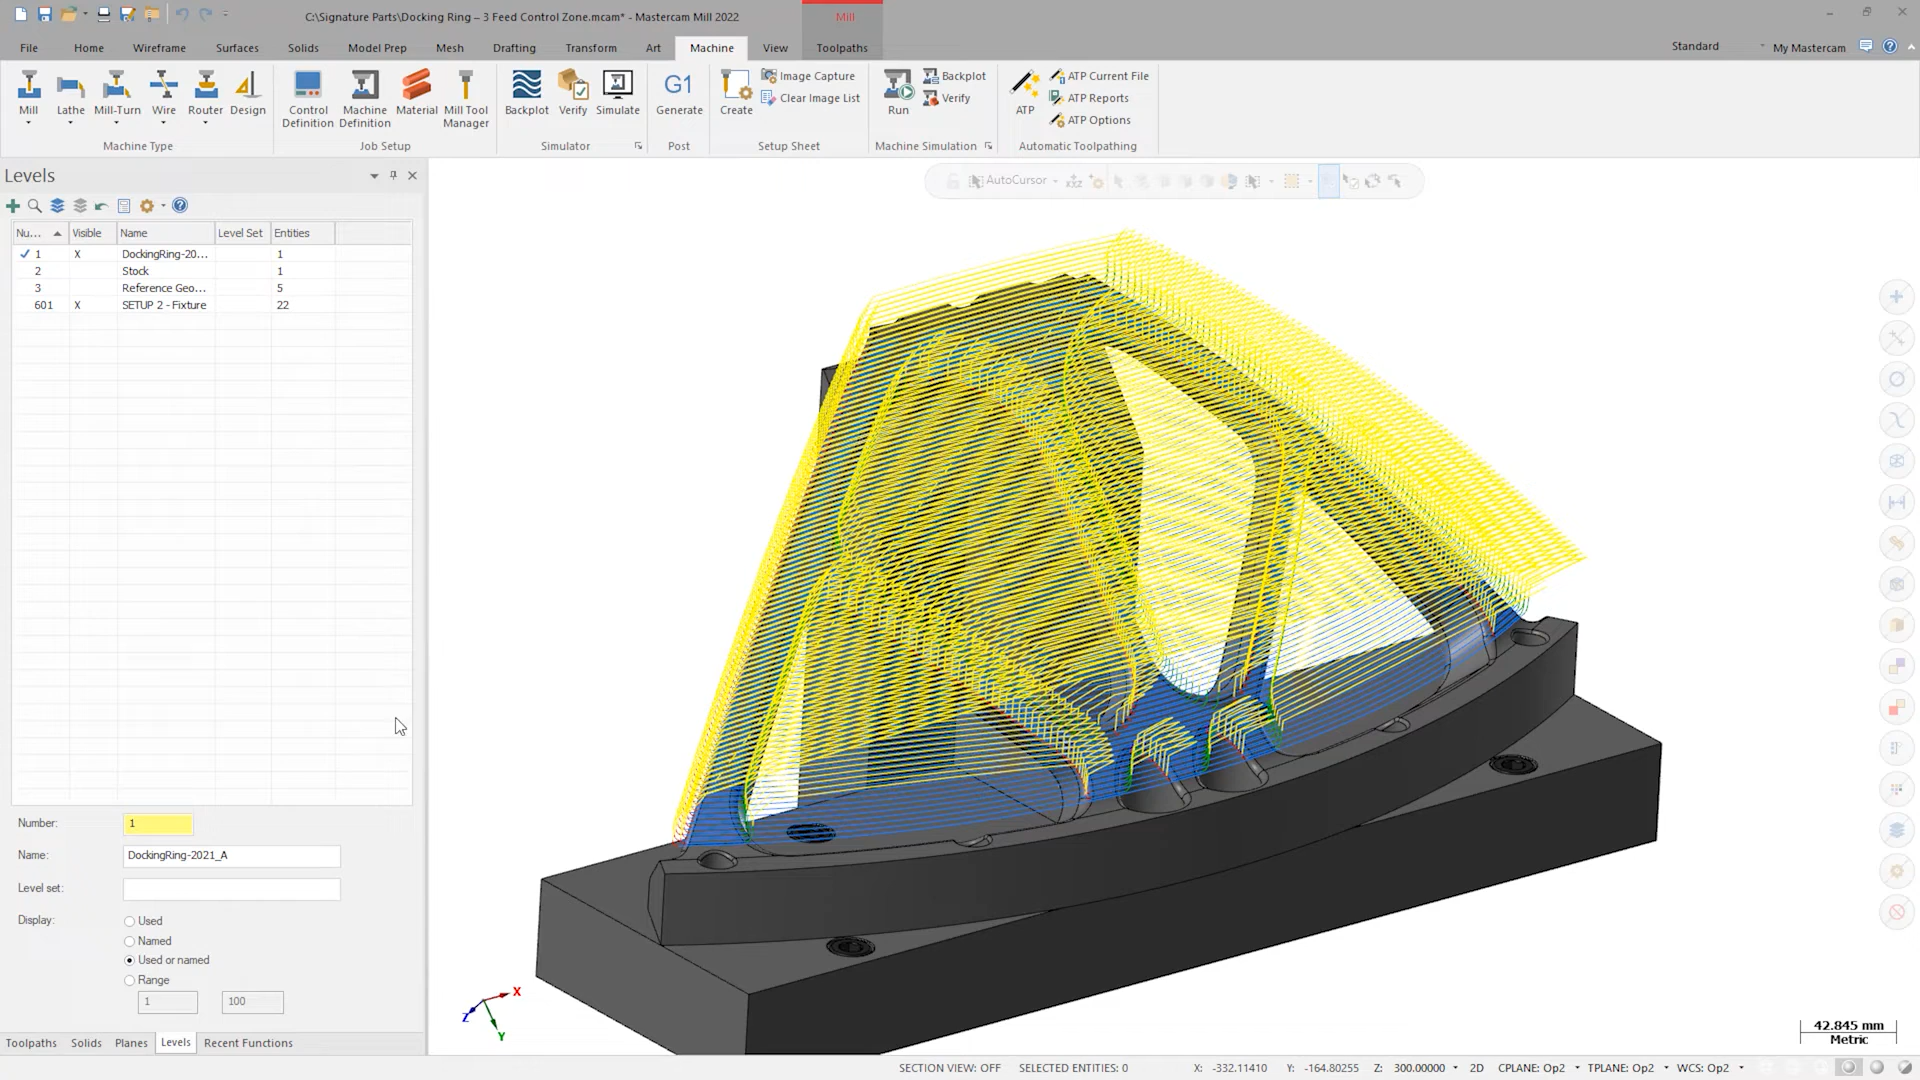 C:\Signature Parts\Docking Ring – 3 Feed Control Zone.mcam* - Mastercam Mill 2022
Mill
File Home Wireframe Surfaces Solids Model Prep Mesh Drafting Transform Art Machine View Toolpaths
Standard My Mastercam
Mill Lathe Mill-Turn Wire Router Design
Machine Type
Control Definition
Machine Definition
Material
Mill Tool Manager
Job Setup
Backplot Verify Simulate
Simulator
G1
Generate
Post
Create
Image Capture
Clear Image List
Setup Sheet
Run
Backplot
Verify
Machine Simulation
ATP
ATP Current File
ATP Reports
ATP Options
Automatic Toolpathing
Levels
AutoCursor
Nu... Visible Name Level Set Entities
1 X DockingRing-20... 1
2 Stock 1
3 Reference Geo... 5
601 X SETUP 2 - Fixture 22
Number: 1
Name: DockingRing-2021_A
Level set:
Display:
Used
Named
Used or named
Range
1 100
Toolpaths Solids Planes Levels Recent Functions
X
Z
Y
42.845 mm
Metric
SECTION VIEW: OFF SELECTED ENTITIES: 0 X: -332.11410 Y: -164.80255 Z: 300.00000 2D CPLANE: Op2 TPLANE: Op2 WCS: Op2